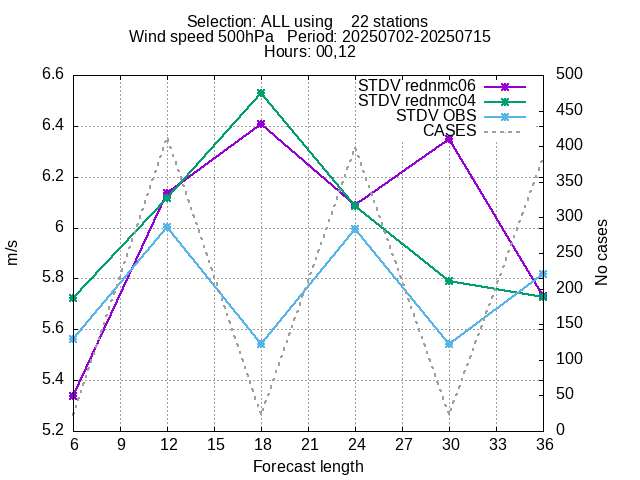 Selection: ALL using    22 stations
Wind speed 500hPa   Period: 20250702-20250715
Hours: 00,12
STDV rednmc06
STDV rednmc04
STDV OBS
CASES
6.6
6.4
6.2
6
5.8
5.6
5.4
5.2
m/s
500
450
400
350
300
250
200
150
100
50
0
No cases
6 9 12 15 18 21 24 27 30 33 36
Forecast length